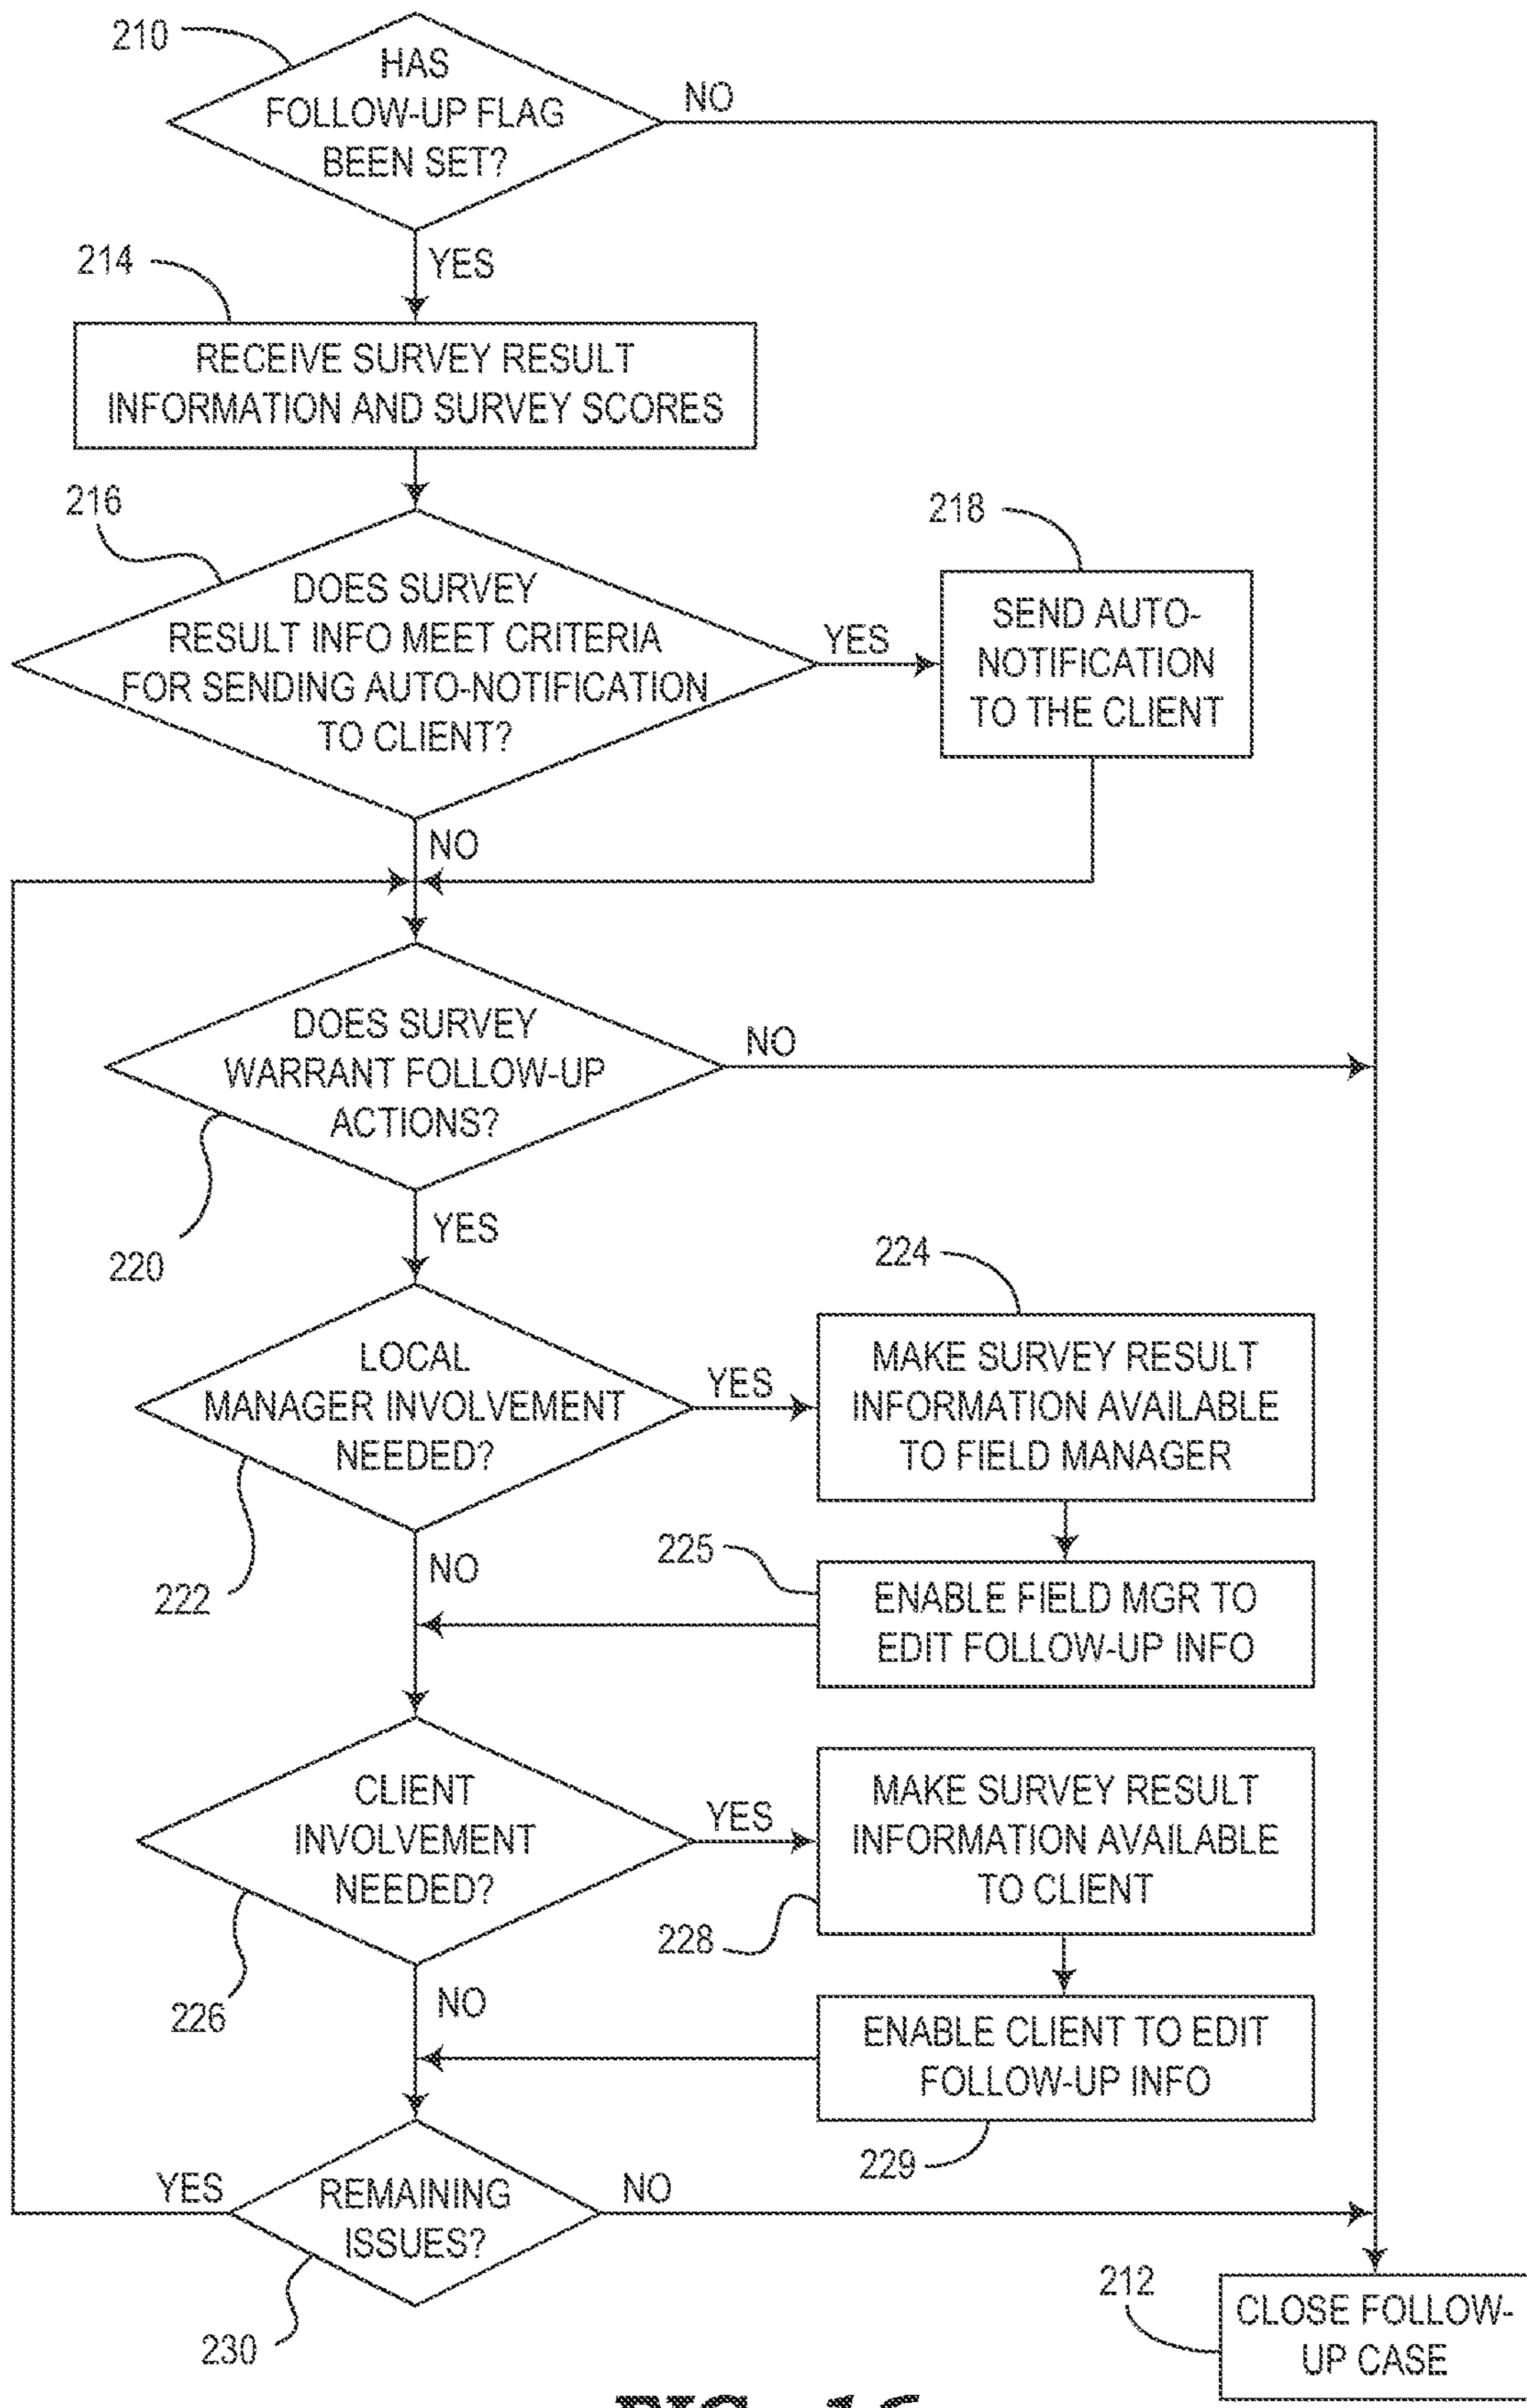 210
HAS
FOLLOW-UP FLAG
BEEN SET?
NO
YES
214
RECEIVE SURVEY RESULT
INFORMATION AND SURVEY SCORES
216
DOES SURVEY
RESULT INFO MEET CRITERIA
FOR SENDING AUTO-NOTIFICATION
TO CLIENT?
YES
218
SEND AUTO-
NOTIFICATION
TO THE CLIENT
NO
DOES SURVEY
WARRANT FOLLOW-UP
ACTIONS?
NO
220
YES
LOCAL
MANAGER INVOLVEMENT
NEEDED?
YES
224
MAKE SURVEY RESULT
INFORMATION AVAILABLE
TO FIELD MANAGER
222
NO
225
ENABLE FIELD MGR TO
EDIT FOLLOW-UP INFO
CLIENT
INVOLVEMENT
NEEDED?
YES
MAKE SURVEY RESULT
INFORMATION AVAILABLE
TO CLIENT
228
226
NO
ENABLE CLIENT TO EDIT
FOLLOW-UP INFO
229
YES
REMAINING
ISSUES?
NO
230
212
CLOSE FOLLOW-
UP CASE